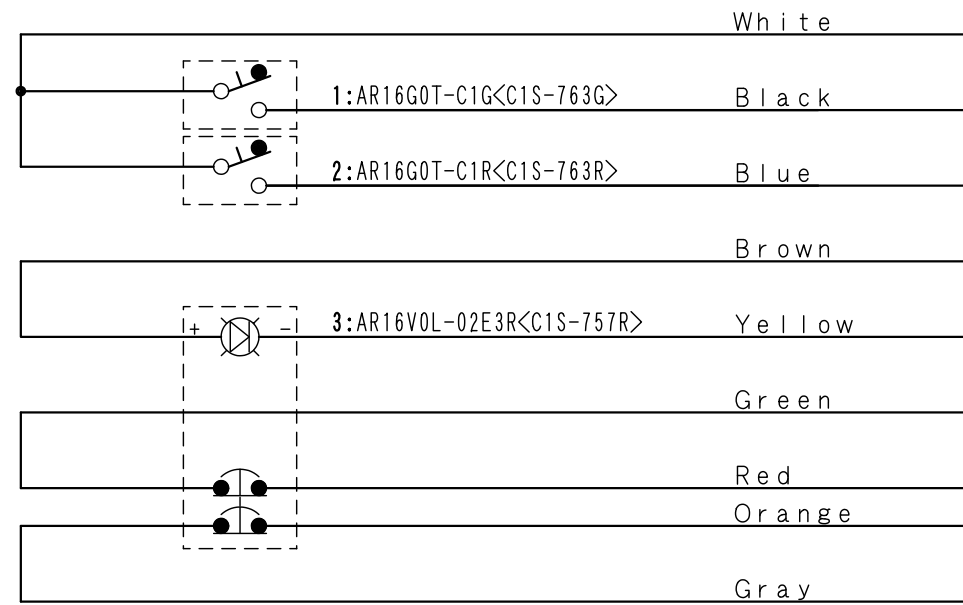 White
1:AR16G0T-C1G<C1S-763G> Black
2:AR16G0T-C1R<C1S-763R> Blue
Brown
+ - 3:AR16V0L-02E3R<C1S-757R> Yellow
Green
Red
Orange
Gray